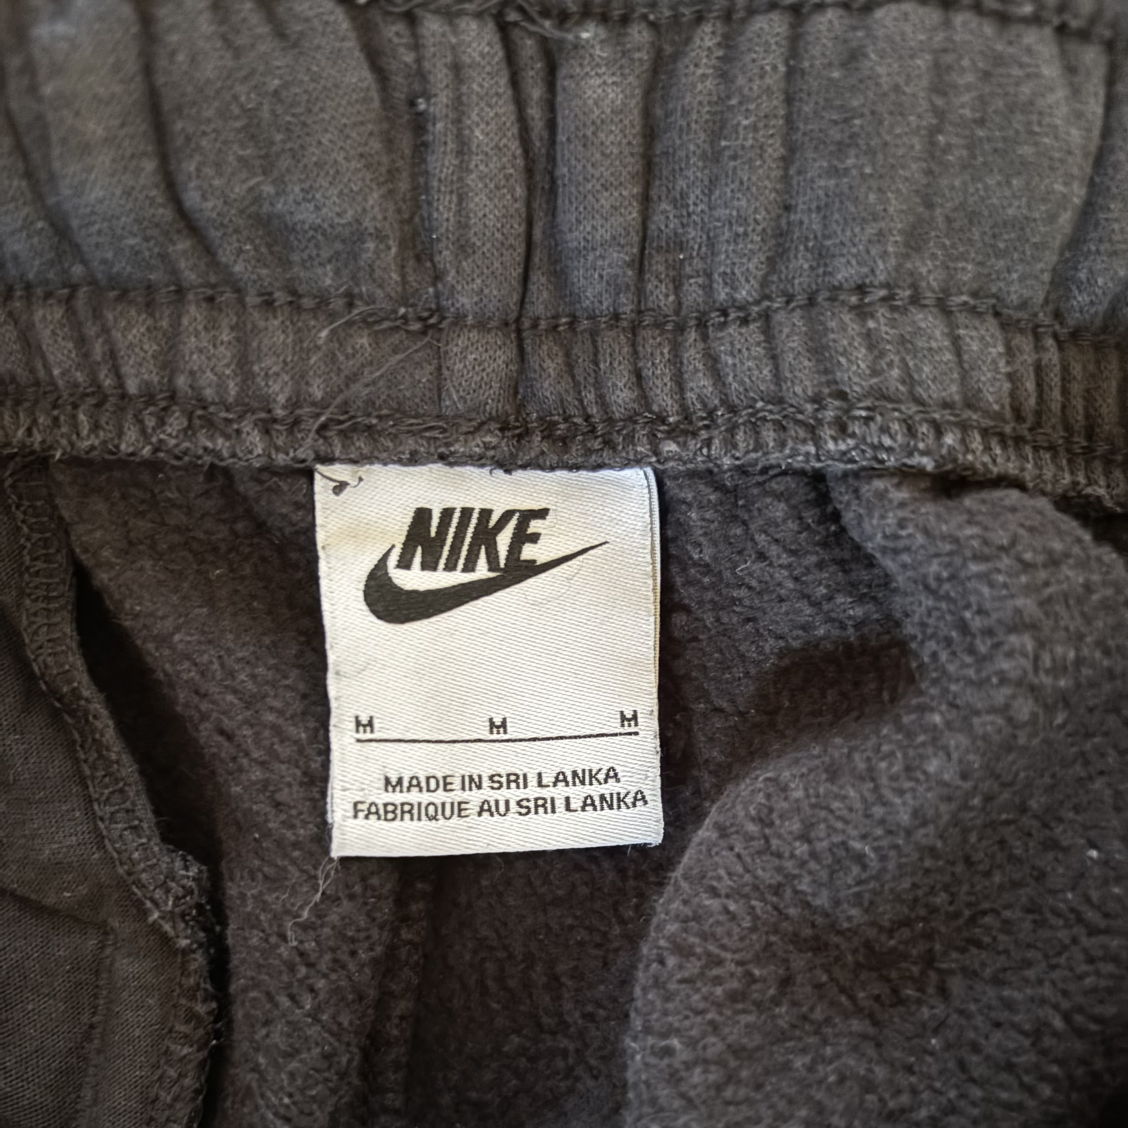 NIKE
M M M
MADE IN SRI LANKA
FABRIQUE AU SRI LANKA